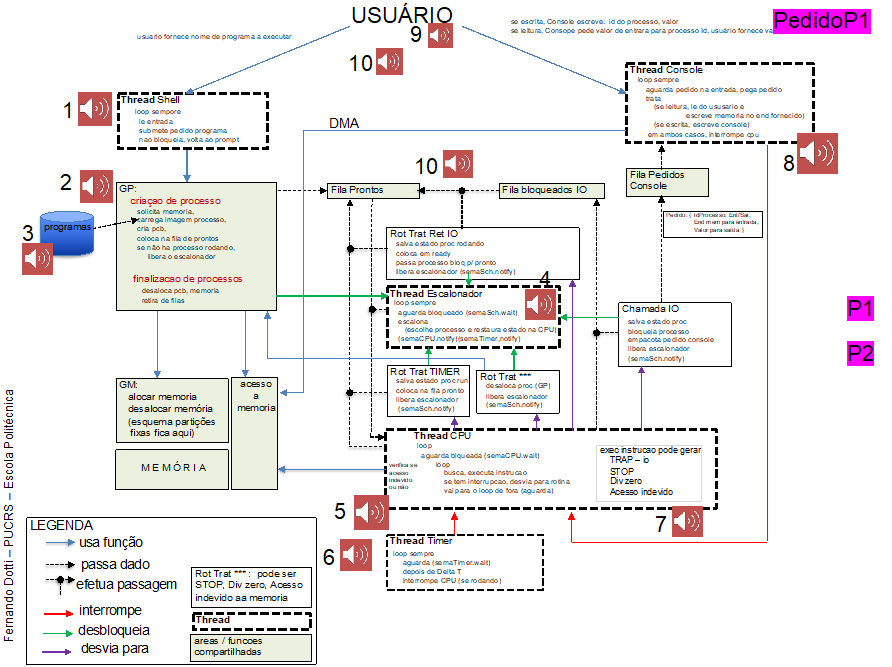 USUÁRIO
usuario fornece nome de programa a executar
9
se escrita, Console escreve: id do processo, valor
se leitura, Consope pede valor de entrara para processo Id, usuário fornece va
PedidoP1
10
1
Thread Shell
loop sempore
le entrada
submete pedido programa
nao bloqueia, volta ao prompt
DMA
Thread Console
loop sempre
aguarda pedido na entrada, pega pedido
trata
(se leitura, le do usuario e
escreve memoria no end fornecido)
(se escrita, escreve console)
em ambos casos, interrompe cpu
8
2
GP:
criaçao de processo
solicita memoria,
carrega imagem processo,
cria pcb,
coloca na fila de prontos
se não ha processo rodando,
libera o escalonador
finalizacao de processos
desaloca pcb, memoria
retira de filas
3
programas
10
Fila Prontos
Fila bloqueados IO
Fila Pedidos
Console
Pedido: { idProcesso, Ent/Sai,
End mem para entrada,
Valor para saida }
Rot Trat Ret IO
salva estado proc rodando
coloca em ready
passa processo bloq p/ pronto
libera escalonador (semaSch.notify)
4
Thread Escalonador
loop sempre
aguarda bloqueado (semaSch.wait)
escalona
(escolhe processo e restaura estado na CPU)
(semaCPU.notify)(semaTimer.notify)
Chamada IO
salva estado proc
bloqueia processo
empacota pedido console
libera escalonador
(semaSch.notify)
P1
P2
Rot Trat TIMER
salva estado proc run
coloca na fila pronto
libera escalonador
(semaSch.notify)
Rot Trat ***
desaloca proc (GP)
libera escalonador
(semaSch.notify)
GM:
alocar memoria
desalocar memória
(esquema partições
fixas fica aqui)
acesso
a
memoria
M E M Ó R I A
Thread CPU
loop
aguarda bloqueada (semaCPU.wait)
loop
busca, executa instrucao
se tem interrupcao, desvia para rotina
vai para o loop de fora (aguarda)
verifica se
acesso
indevido
ou não
exec instrucao pode gerar
TRAP – io
STOP
Div zero
Acesso indevido
5
7
6
Thread Timer
loop sempre
aguarda (semaTimer.wait)
depois de Delta T
interrompe CPU (se rodando)
LEGENDA
usa função
passa dado
efetua passagem
interrompe
desbloqueia
desvia para
Rot Trat *** : pode ser
STOP, Div zero, Acesso
indevido aa memoria
Thread
areas / funcoes
compartilhadas
Fernando Dotti – PUCRS – Escola Politécnica